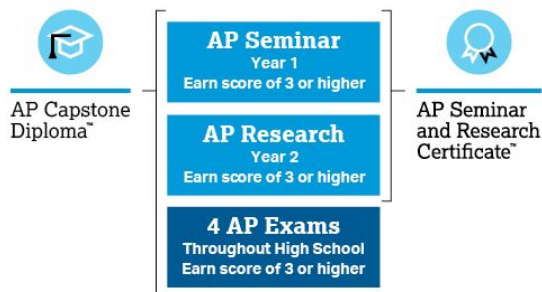 AP Capstone
Diploma™
AP Seminar
Year 1
Earn score of 3 or higher
AP Research
Year 2
Earn score of 3 or higher
4 AP Exams
Throughout High School
Earn score of 3 or higher
AP Seminar
and Research
Certificate™